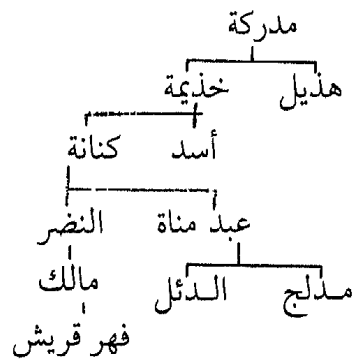 مدركة
هذيل خذيمة
أسد كنانة
عبد مناة النضر
مدلج الدئل مالك
فهر قريش